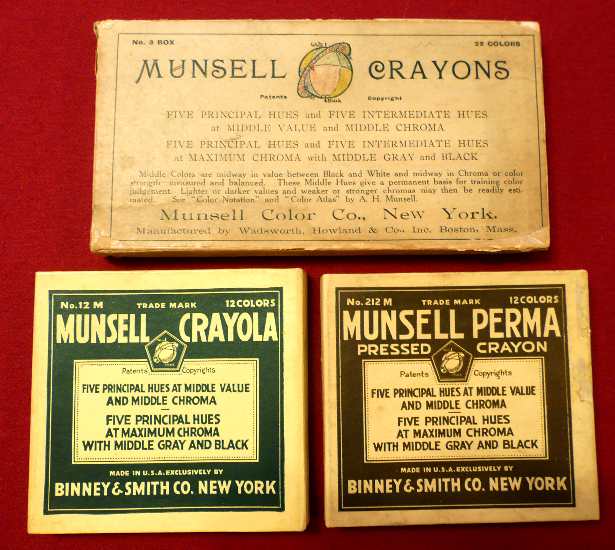 No. 3 BOX 22 COLORS
MUNSELL CRAYONS
Patents Copyright
FIVE PRINCIPAL HUES and FIVE INTERMEDIATE HUES
at MIDDLE VALUE and MIDDLE CHROMA
FIVE PRINCIPAL HUES and FIVE INTERMEDIATE HUES
at MAXIMUM CHROMA with MIDDLE GRAY and BLACK
Middle Colors are midway in value between Black and White and midway in Chroma or color
strength measured and balanced. These Middle Hues give a permanent basis for training color
judgement. Lighter or darker values and weaker or stronger chromas may then be readily esti-
mated. See "Color Notation" and "Color Atlas" by A. H. Munsell.
Munsell Color Co., New York.
Manufactured by Wadsworth, Howland & Co., Inc. Boston, Mass.
No. 12 M TRADE MARK 12 COLORS
MUNSELL CRAYOLA
Patents Copyrights
FIVE PRINCIPAL HUES AT MIDDLE VALUE
AND MIDDLE CHROMA
FIVE PRINCIPAL HUES
AT MAXIMUM CHROMA
WITH MIDDLE GRAY AND BLACK
MADE IN U.S.A. EXCLUSIVELY BY
BINNEY & SMITH CO. NEW YORK
No. 212 M TRADE MARK 12 COLORS
MUNSELL PERMA
PRESSED CRAYON
Patents Copyrights
FIVE PRINCIPAL HUES AT MIDDLE VALUE
AND MIDDLE CHROMA
FIVE PRINCIPAL HUES
AT MAXIMUM CHROMA
WITH MIDDLE GRAY AND BLACK
MADE IN U.S.A. EXCLUSIVELY BY
BINNEY & SMITH CO. NEW YORK